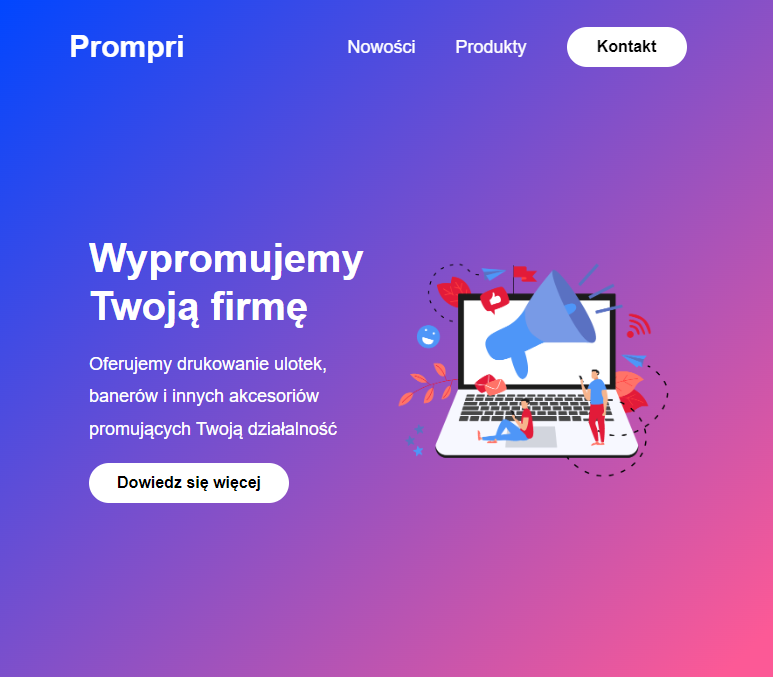 Prompri
Nowości
Produkty
Kontakt
Wypromujemy
Twoją firmę
Oferujemy drukowanie ulotek,
banerów i innych akcesoriów
promujących Twoją działalność
Dowiedz się więcej